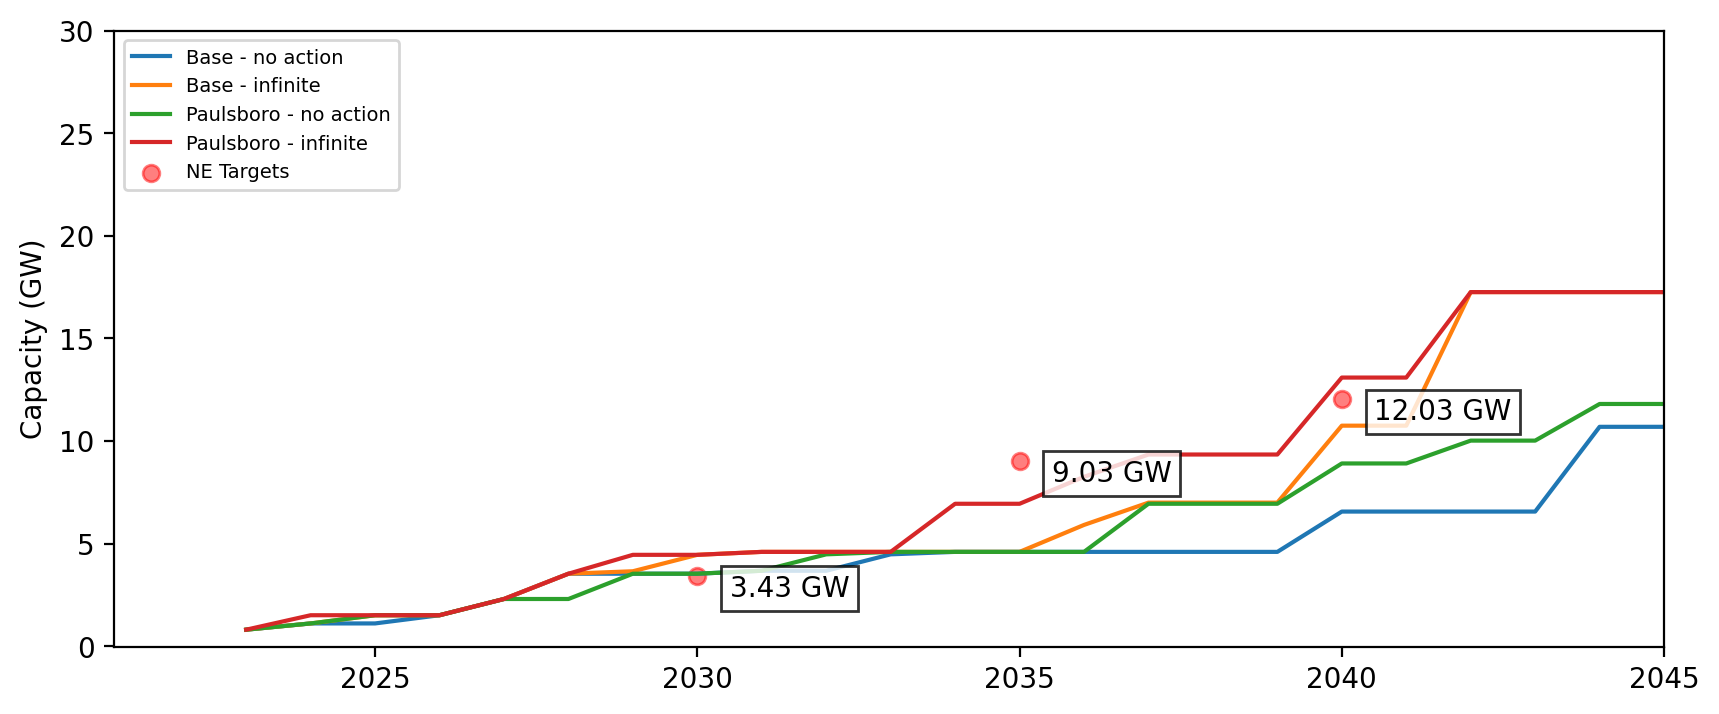 30
25
20
15
10
5
0
Capacity (GW)
Base - no action
Base - infinite
Paulsboro - no action
Paulsboro - infinite
NE Targets
12.03 GW
9.03 GW
3.43 GW
2025
2030
2035
2040
2045